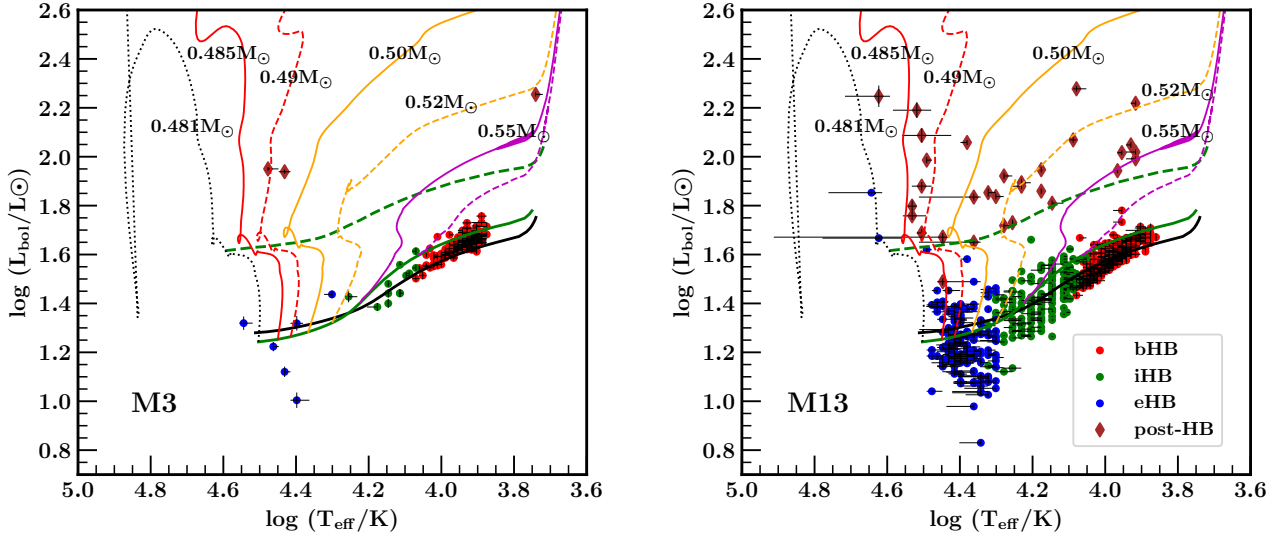 2.6
2.4
2.2
2.0
1.8
1.6
1.4
1.2
1.0
0.8
log (L_bol/L⊙)
0.485M⊙
0.49M⊙
0.50M⊙
0.52M⊙
0.481M⊙
0.55M⊙
M3
5.0 4.8 4.6 4.4 4.2 4.0 3.8 3.6
log (T_eff/K)
2.6
2.4
2.2
2.0
1.8
1.6
1.4
1.2
1.0
0.8
log (L_bol/L⊙)
0.485M⊙
0.49M⊙
0.50M⊙
0.52M⊙
0.481M⊙
0.55M⊙
M13
bHB
iHB
eHB
post-HB
5.0 4.8 4.6 4.4 4.2 4.0 3.8 3.6
log (T_eff/K)